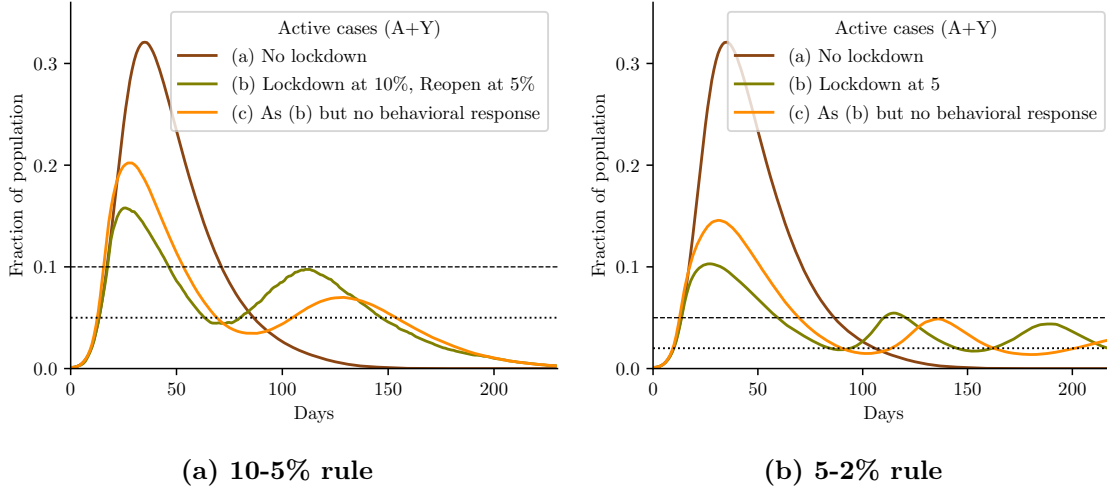 Active cases (A+Y)
(a) No lockdown
(b) Lockdown at 10%, Reopen at 5%
(c) As (b) but no behavioral response
Fraction of population
0.3
0.2
0.1
0.0
0
50
100
150
200
Days
(a) 10-5% rule
Active cases (A+Y)
(a) No lockdown
(b) Lockdown at 5
(c) As (b) but no behavioral response
Fraction of population
0.3
0.2
0.1
0.0
0
50
100
150
200
Days
(b) 5-2% rule